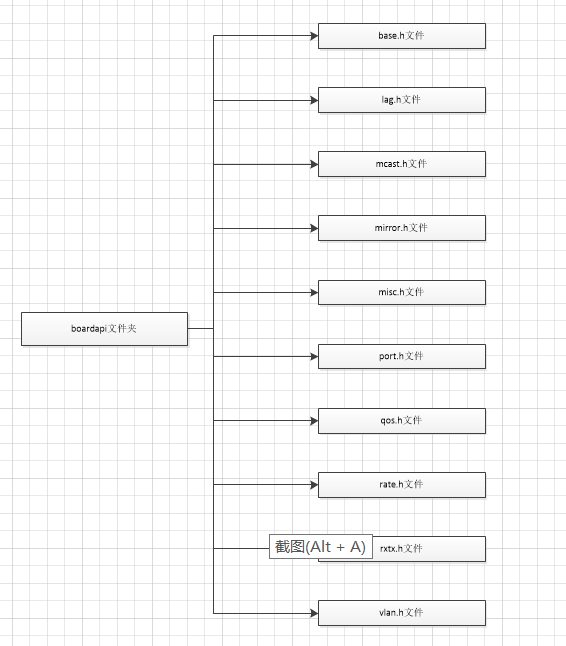 base.h文件
lag.h文件
mcast.h文件
mirror.h文件
misc.h文件
boardapi文件夹
port.h文件
qos.h文件
rate.h文件
截图(Alt + A)
rxtx.h文件
vlan.h文件